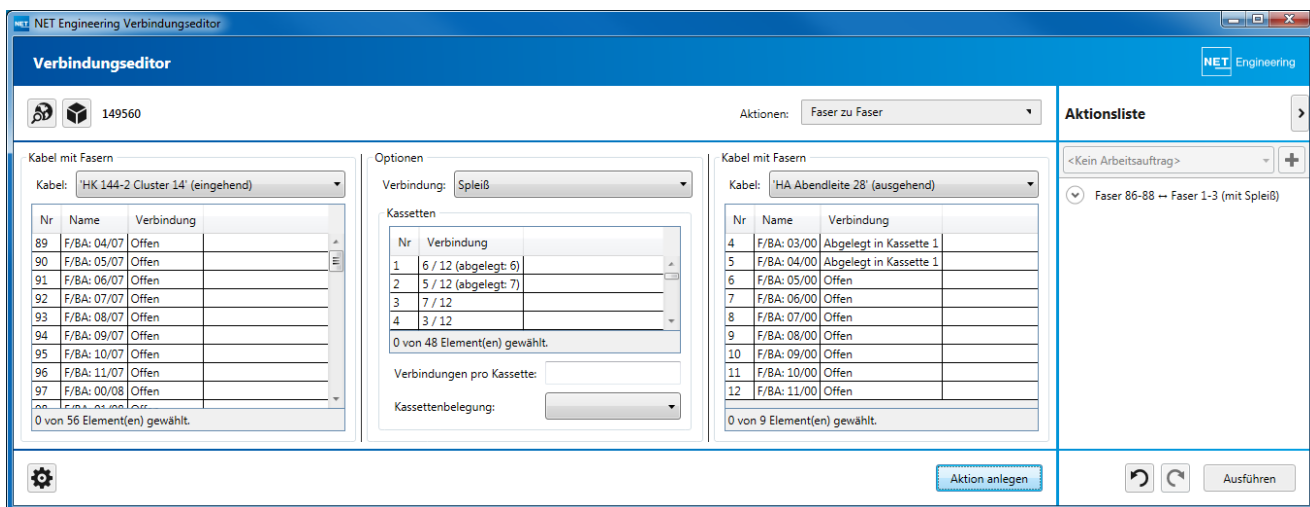 NET NET Engineering Verbindungseditor
Verbindungseditor
NET Engineering
149560
Aktionen: Faser zu Faser
Aktionsliste
Kabel mit Fasern
Kabel: 'HK 144-2 Cluster 14' (eingehend)
Nr Name Verbindung
89 F/BA: 04/07 Offen
90 F/BA: 05/07 Offen
91 F/BA: 06/07 Offen
92 F/BA: 07/07 Offen
93 F/BA: 08/07 Offen
94 F/BA: 09/07 Offen
95 F/BA: 10/07 Offen
96 F/BA: 11/07 Offen
97 F/BA: 00/08 Offen
98 F/BA: 01/08 Offen
0 von 56 Element(en) gewählt.
Optionen
Verbindung: Spleiß
Kassetten
Nr Verbindung
1 6 / 12 (abgelegt: 6)
2 5 / 12 (abgelegt: 7)
3 7 / 12
4 3 / 12
0 von 48 Element(en) gewählt.
Verbindungen pro Kassette:
Kassettenbelegung:
Kabel mit Fasern
Kabel: 'HA Abendleite 28' (ausgehend)
Nr Name Verbindung
4 F/BA: 03/00 Abgelegt in Kassette 1
5 F/BA: 04/00 Abgelegt in Kassette 1
6 F/BA: 05/00 Offen
7 F/BA: 06/00 Offen
8 F/BA: 07/00 Offen
9 F/BA: 08/00 Offen
10 F/BA: 09/00 Offen
11 F/BA: 10/00 Offen
12 F/BA: 11/00 Offen
0 von 9 Element(en) gewählt.
<Kein Arbeitsauftrag>
Faser 86-88 ↔ Faser 1-3 (mit Spleiß)
Aktion anlegen
Ausführen